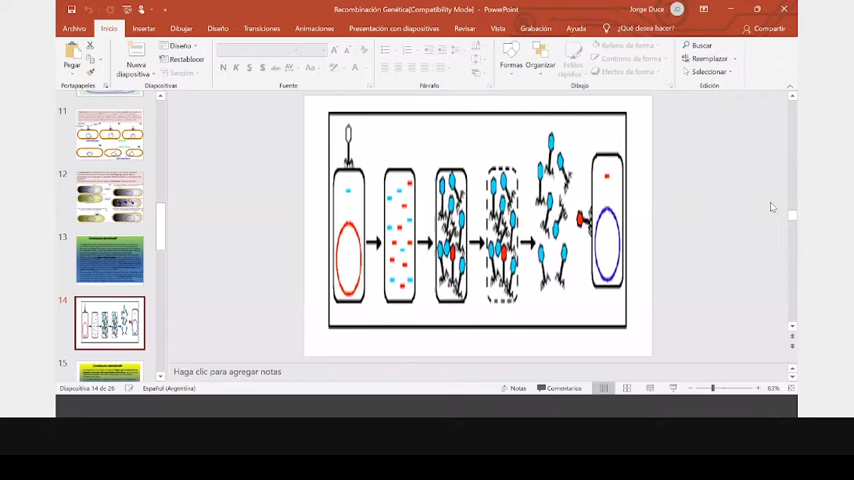 Recombinación Genética[Compatibility Mode] - PowerPoint
Jorge Duce
Archivo Inicio Insertar Dibujar Diseño Transiciones Animaciones Presentación con diapositivas Revisar Vista Grabación Ayuda ¿Qué desea hacer? Compartir
Pegar
Nueva diapositiva
Diseño
Restablecer
Sección
N K S S
Formas
Organizar
Estilos rápidos
Relleno de forma
Contorno de forma
Efectos de forma
Buscar
Reemplazar
Seleccionar
Portapapeles Diapositivas Fuente Párrafo Dibujo Edición
11
12
13
14
15
Haga clic para agregar notas
Diapositiva 14 de 26 Español (Argentina) Notas Comentarios 63%